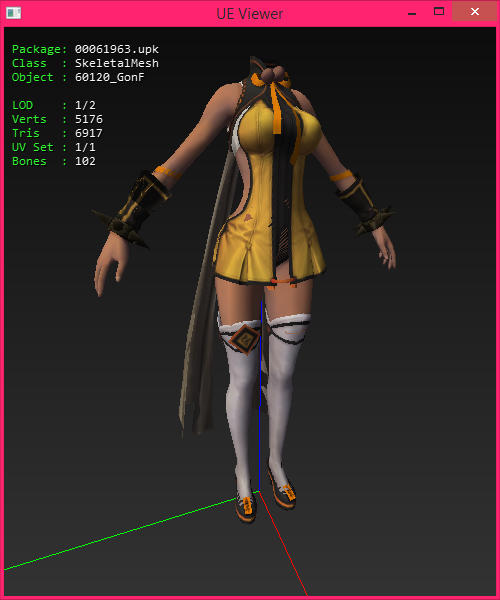 UE Viewer
Package: 00061963.upk
Class : SkeletalMesh
Object : 60120_GonF
LOD : 1/2
Verts : 5176
Tris : 6917
UV Set : 1/1
Bones : 102